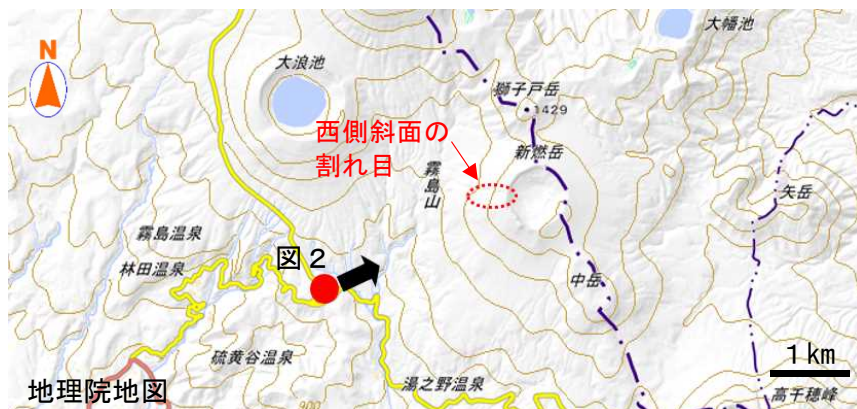 N
大浪池
大幡池
獅子戸岳
1429
西側斜面の
割れ目
新燃岳
霧島山
矢岳
霧島温泉
林田温泉
図2
中岳
硫黄谷温泉
湯之野温泉
1km
高千穂峰
地理院地図
900